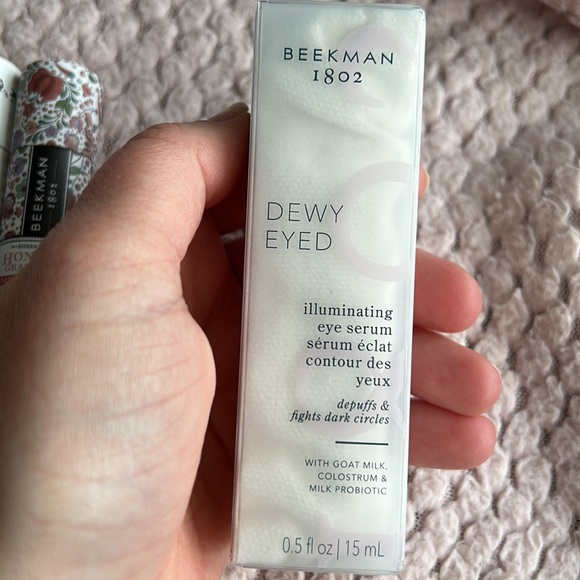 BEEKMAN
1802
DEWY
EYED
illuminating
eye serum
sérum éclat
contour des
yeux
depuffs &
fights dark circles
WITH GOAT MILK,
COLOSTRUM &
MILK PROBIOTIC
0.5 fl oz | 15 mL
BEEKMAN
1802